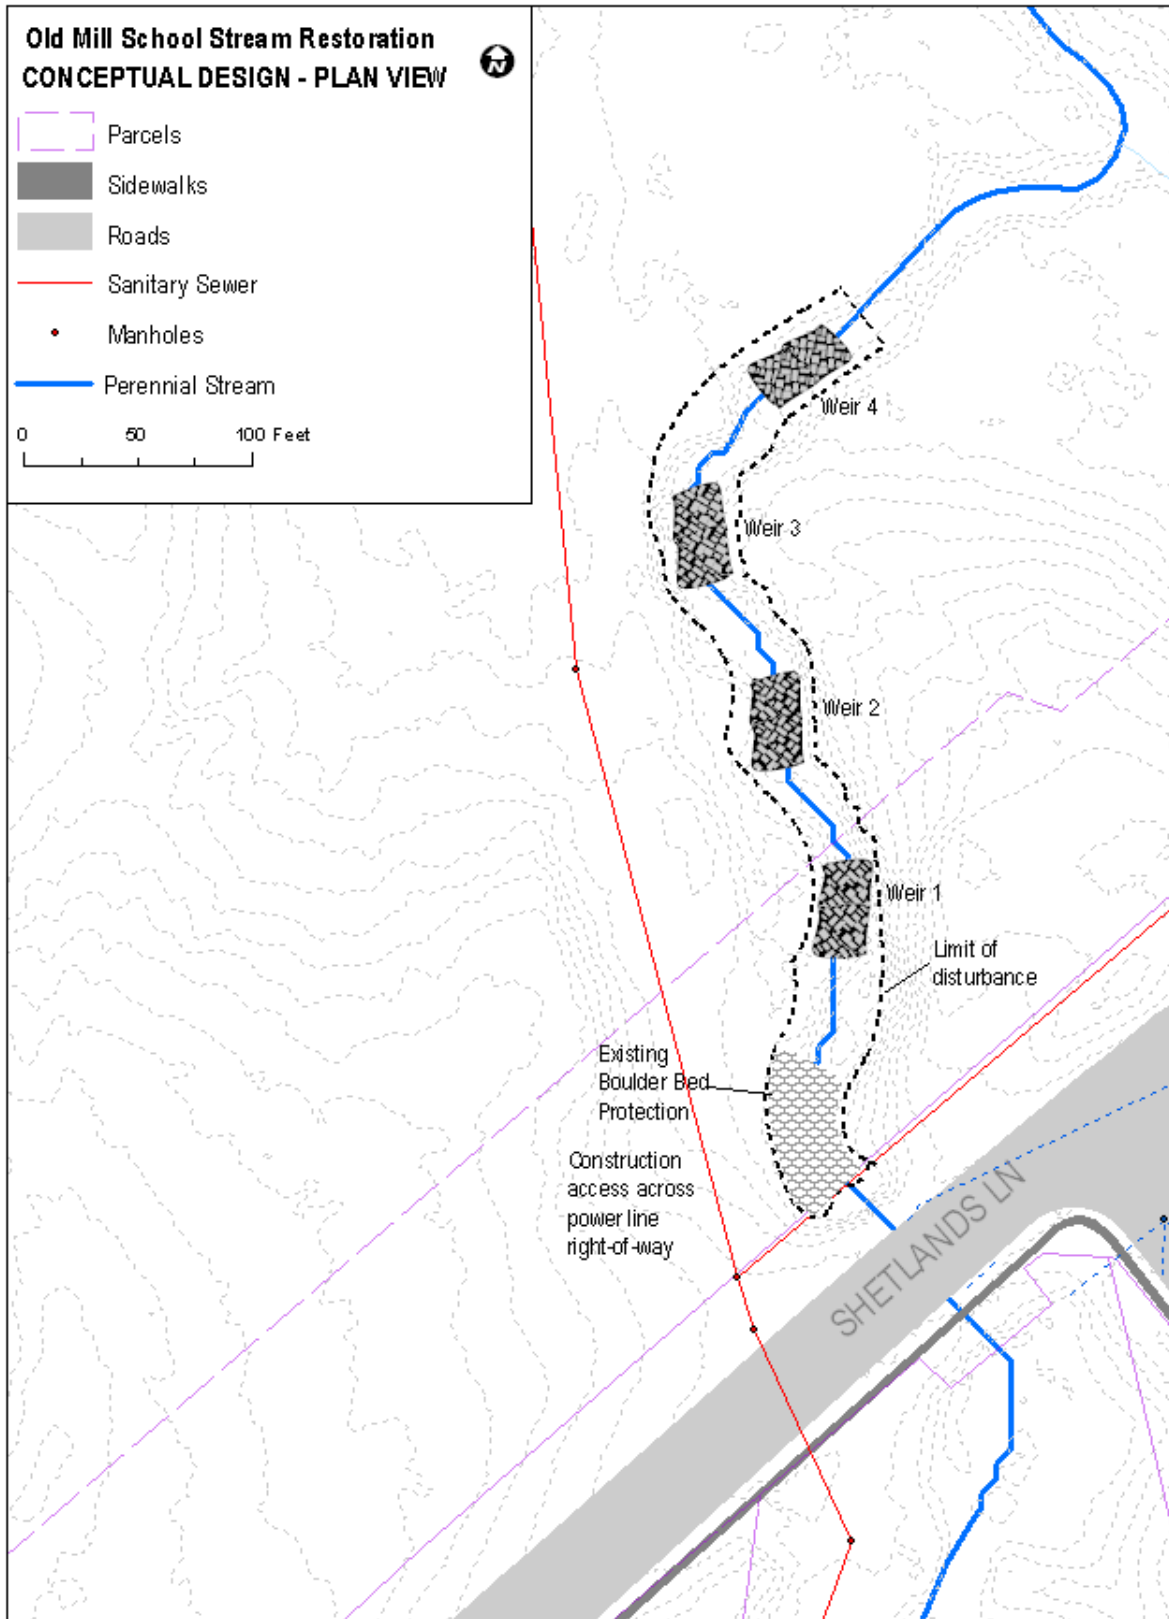 Old Mill School Stream Restoration
CONCEPTUAL DESIGN - PLAN VIEW
N
Parcels
Sidewalks
Roads
Sanitary Sewer
Manholes
Perennial Stream
0 50 100 Feet
Weir 4
Weir 3
Weir 2
Weir 1
Limit of
disturbance
Existing
Boulder Bed
Protection
Construction
access across
power line
right-of-way
SHETLANDS LN